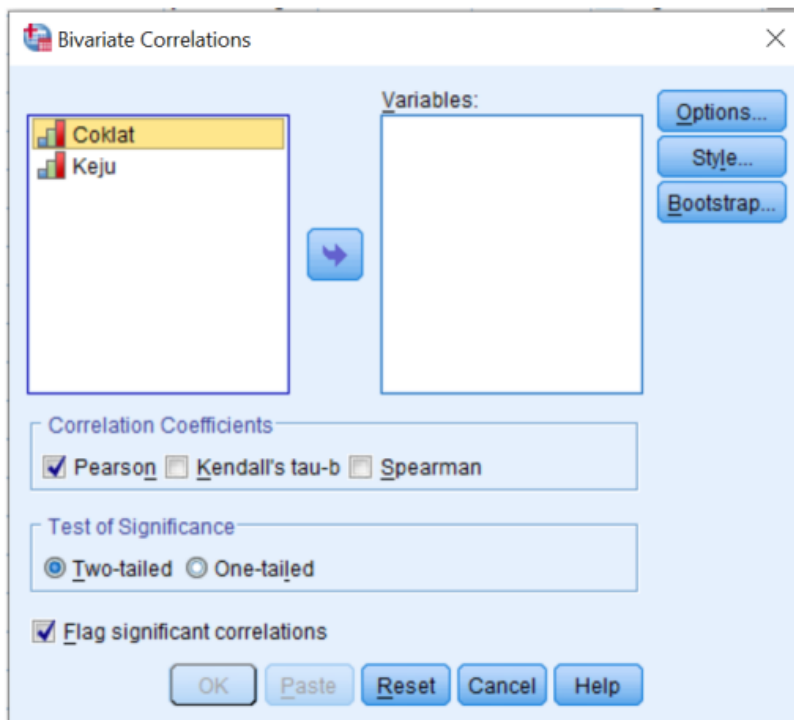 Bivariate Correlations
Variables:
Coklat
Keju
Options...
Style...
Bootstrap...
Correlation Coefficients
Pearson Kendall's tau-b Spearman
Test of Significance
Two-tailed One-tailed
Flag significant correlations
OK Paste Reset Cancel Help